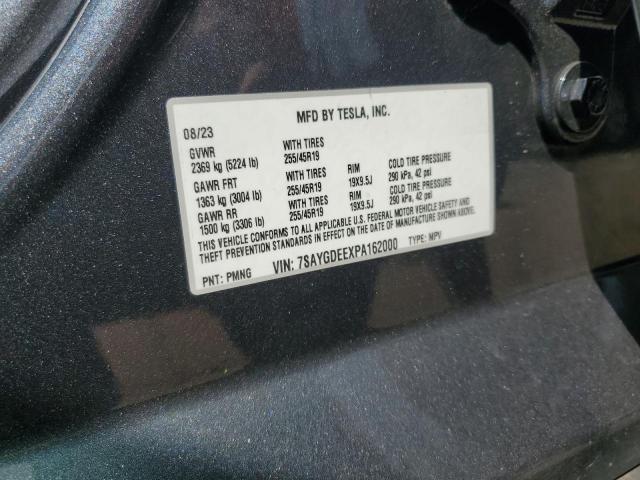 MFD BY TESLA, INC.
08/23
GVWR WITH TIRES
2369 kg (5224 lb) 255/45R19
GAWR FRT WITH TIRES RIM COLD TIRE PRESSURE
1363 kg (3004 lb) 255/45R19 19X9.5J 290 kPa, 42 psi
GAWR RR WITH TIRES RIM COLD TIRE PRESSURE
1500 kg (3306 lb) 255/45R19 19X9.5J 290 kPa, 42 psi
THIS VEHICLE CONFORMS TO ALL APPLICABLE U.S. FEDERAL MOTOR VEHICLE SAFETY AND
THEFT PREVENTION STANDARDS IN EFFECT ON THE DATE OF MANUFACTURE SHOWN ABOVE.
PNT: PMNG VIN: 7SAYGDEEXPA162000 TYPE: MPV